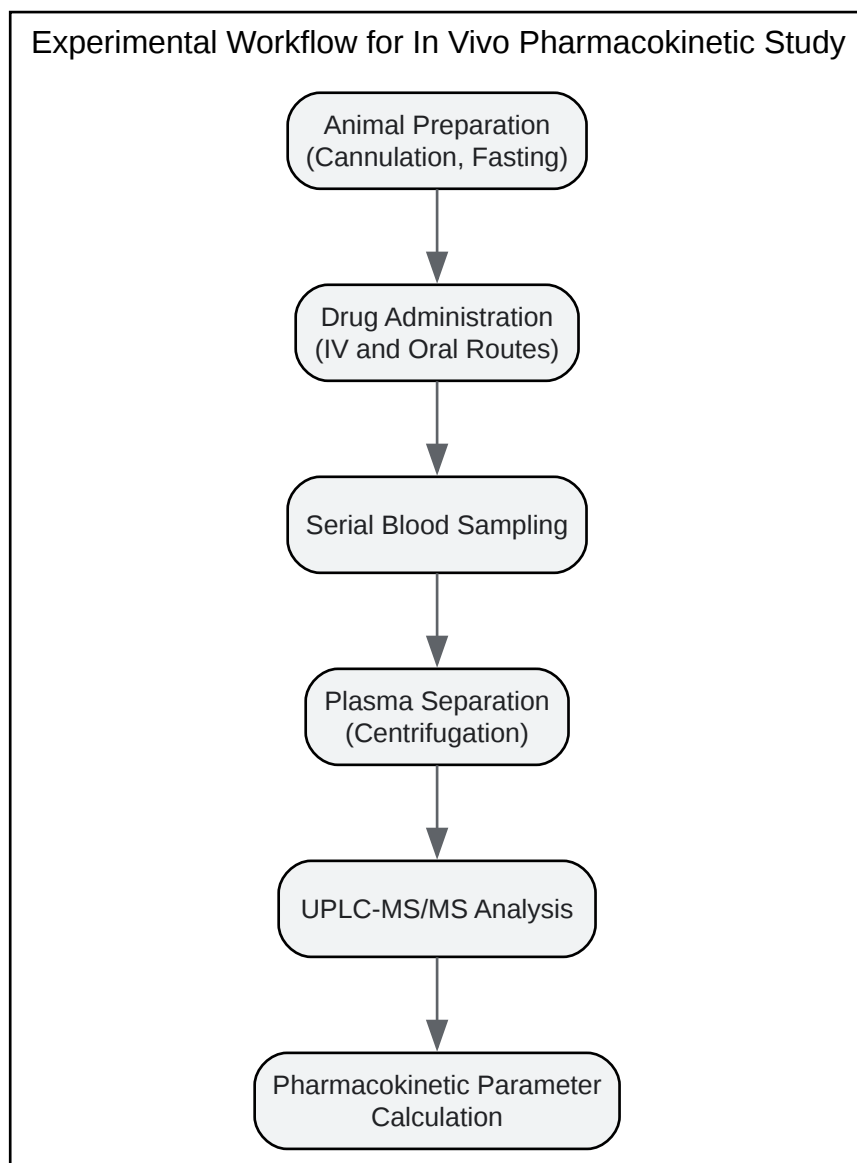 Experimental Workflow for In Vivo Pharmacokinetic Study
Animal Preparation
(Cannulation, Fasting)
Drug Administration
(IV and Oral Routes)
Serial Blood Sampling
Plasma Separation
(Centrifugation)
UPLC-MS/MS Analysis
Pharmacokinetic Parameter
Calculation